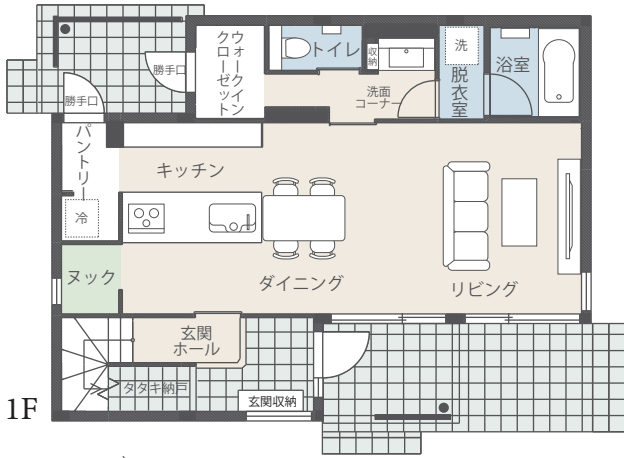 ウォークイン
クローゼット
トイレ
収納
洗
浴室
脱衣室
洗面
コーナー
勝手口
勝手口
パントリー
キッチン
冷
ヌック
ダイニング
リビング
玄関
ホール
タタキ納戸
玄関収納
1F